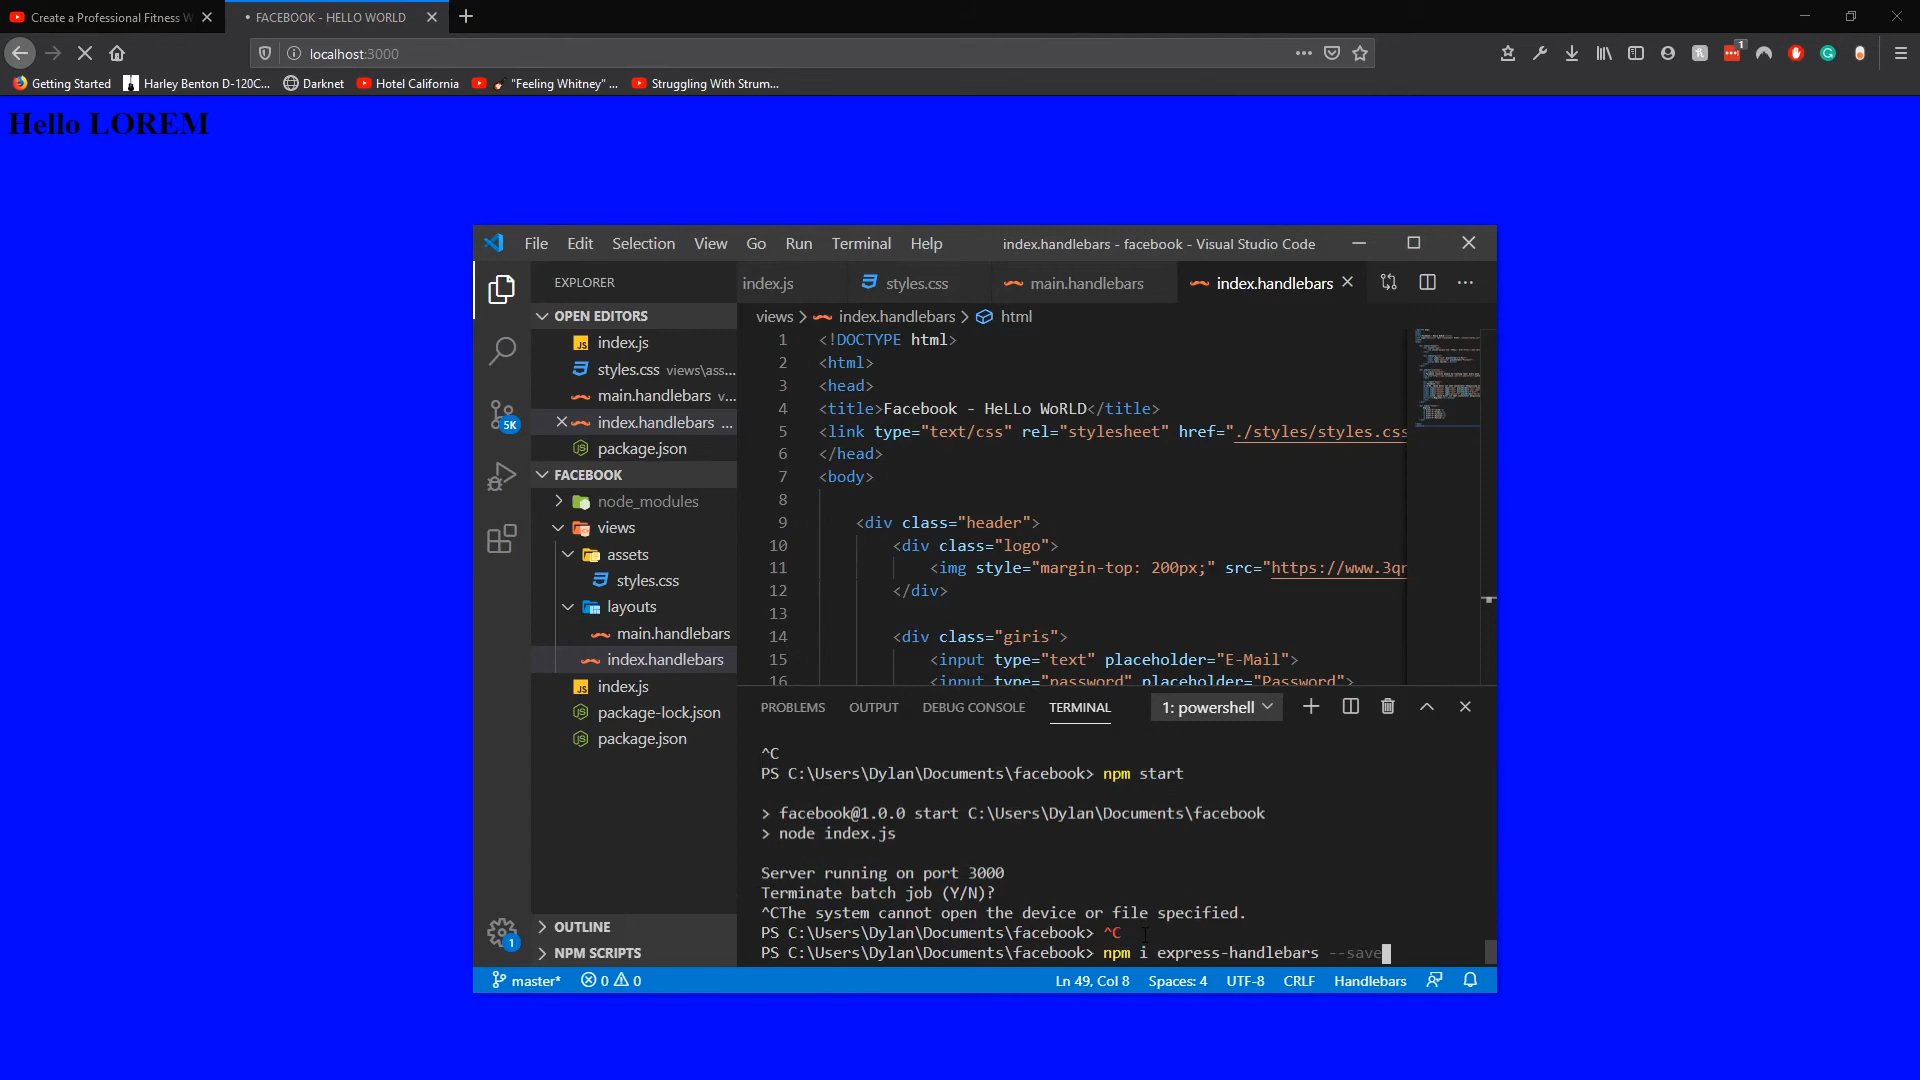 Create a Professional Fitness W
• FACEBOOK - HELLO WORLD
localhost:3000
1
Getting Started
Harley Benton D-120C...
Darknet
Hotel California
"Feeling Whitney" ...
Struggling With Strum...
Hello LOREM
File Edit Selection View Go Run Terminal Help
index.handlebars - facebook - Visual Studio Code
EXPLORER
OPEN EDITORS
index.js
styles.css views\ass...
main.handlebars v...
index.handlebars ...
package.json
FACEBOOK
node_modules
views
assets
styles.css
layouts
main.handlebars
index.handlebars
index.js
package-lock.json
package.json
OUTLINE
NPM SCRIPTS
5K
1
index.js styles.css main.handlebars index.handlebars
views > index.handlebars > html
1 <!DOCTYPE html>
2 <html>
3 <head>
4 <title>Facebook - HeLLo WoRLD</title>
5 <link type="text/css" rel="stylesheet" href="./styles/styles.css
6 </head>
7 <body>
8
9 <div class="header">
10 <div class="logo">
11 <img style="margin-top: 200px;" src="https://www.3qr
12 </div>
13
14 <div class="giris">
15 <input type="text" placeholder="E-Mail">
16 <input type="password" placeholder="Password">
PROBLEMS OUTPUT DEBUG CONSOLE TERMINAL 1: powershell
^C
PS C:\Users\Dylan\Documents\facebook> npm start
> facebook@1.0.0 start C:\Users\Dylan\Documents\facebook
> node index.js
Server running on port 3000
Terminate batch job (Y/N)?
^CThe system cannot open the device or file specified.
PS C:\Users\Dylan\Documents\facebook> ^C
PS C:\Users\Dylan\Documents\facebook> npm i express-handlebars --save
master* 0 0 Ln 49, Col 8 Spaces: 4 UTF-8 CRLF Handlebars